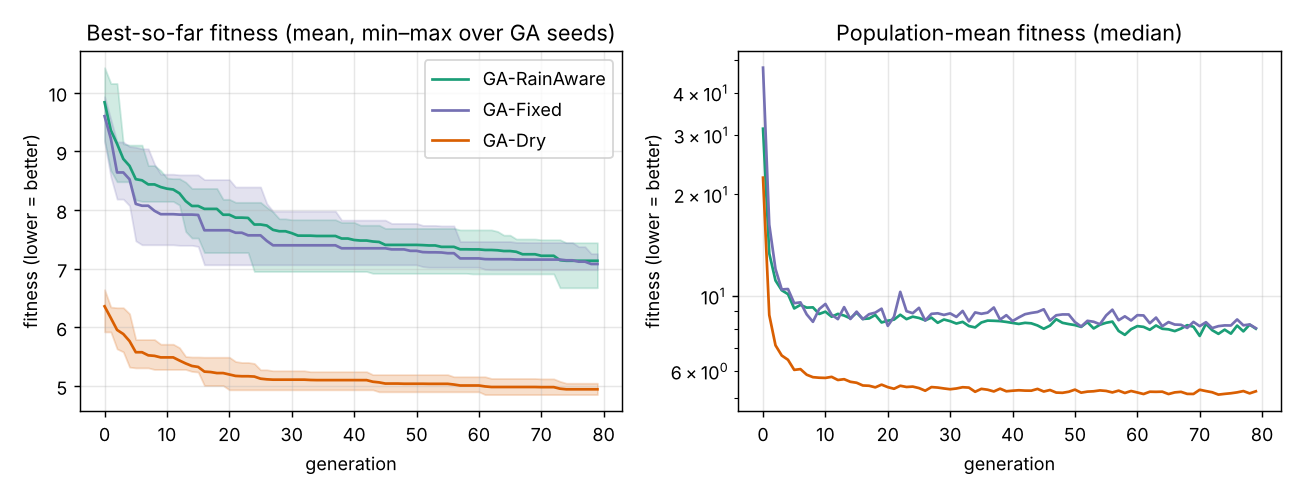 Best-so-far fitness (mean, min–max over GA seeds)
fitness (lower = better)
10
9
8
7
6
5
GA-RainAware
GA-Fixed
GA-Dry
0 10 20 30 40 50 60 70 80
generation
Population-mean fitness (median)
fitness (lower = better)
4 × 10¹
3 × 10¹
2 × 10¹
10¹
6 × 10⁰
0 10 20 30 40 50 60 70 80
generation